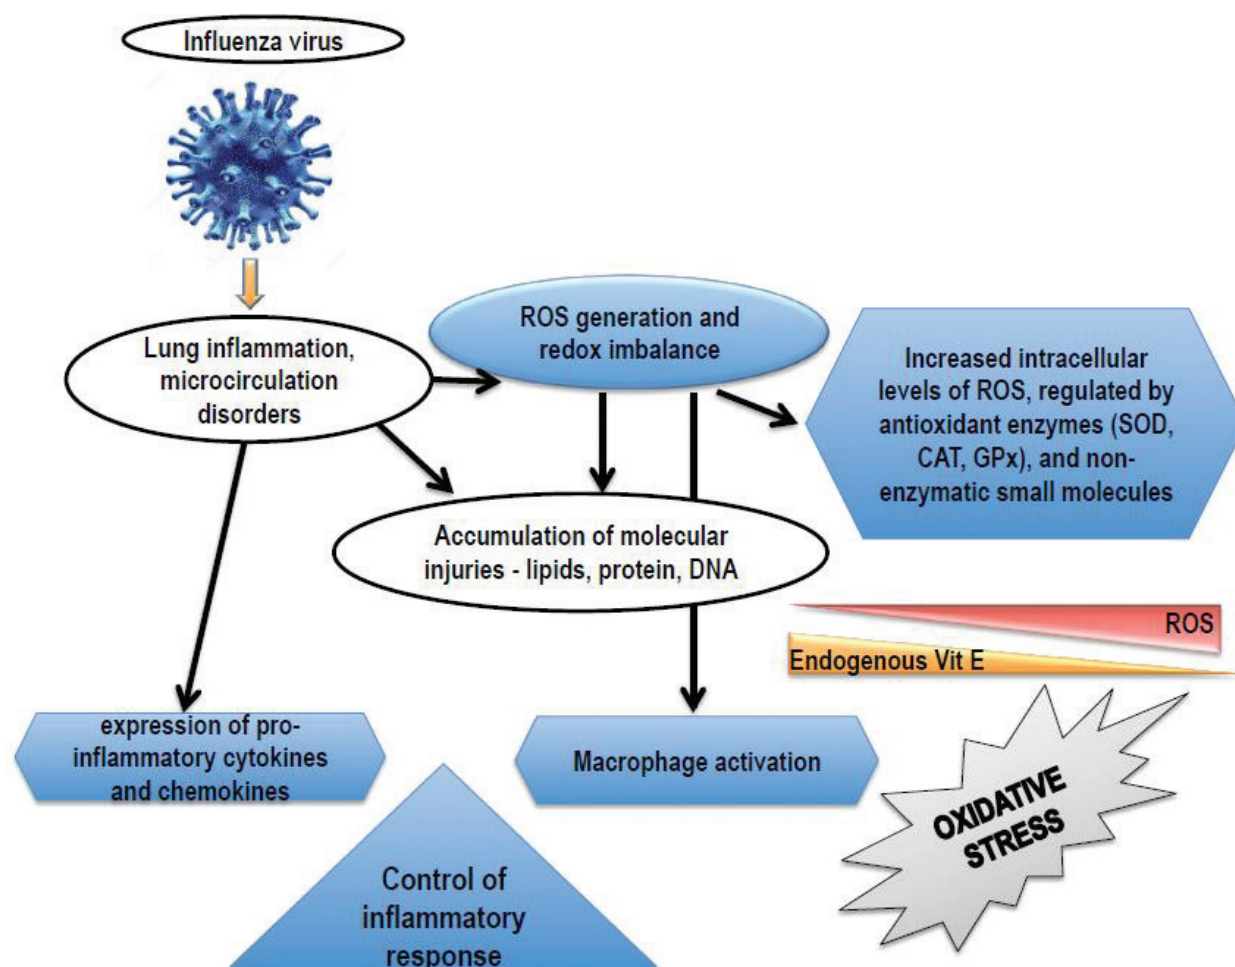 Influenza virus
Lung inflammation,
microcirculation
disorders
ROS generation and
redox imbalance
Increased intracellular
levels of ROS, regulated by
antioxidant enzymes (SOD,
CAT, GPx), and non-
enzymatic small molecules
Accumulation of molecular
injuries - lipids, protein, DNA
ROS
Endogenous Vit E
expression of pro-
inflammatory cytokines
and chemokines
Macrophage activation
OXIDATIVE
STRESS
Control of
inflammatory
response